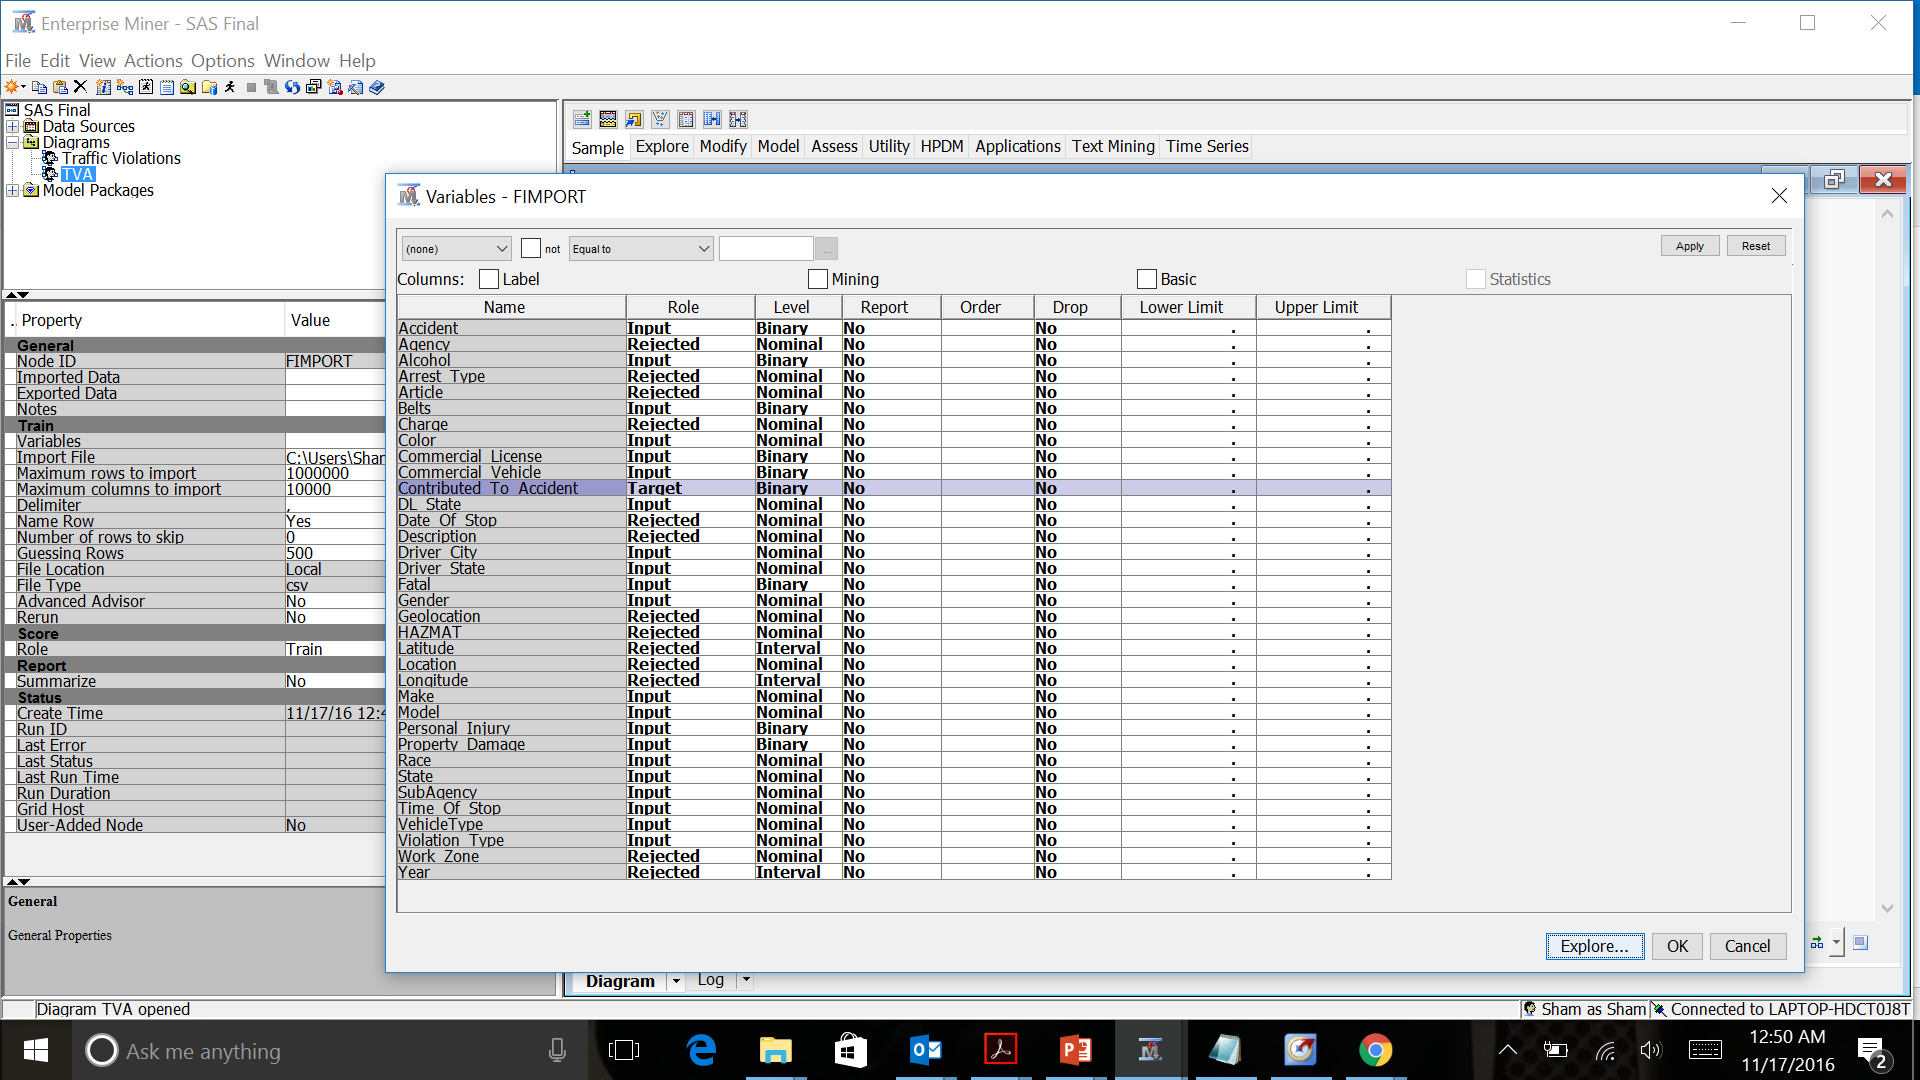 Enterprise Miner - SAS Final
File Edit View Actions Options Window Help
SAS Final
Data Sources
Diagrams
Traffic Violations
TVA
Model Packages
Sample Explore Modify Model Assess Utility HPDM Applications Text Mining Time Series
.. Property Value
General
Node ID FIMPORT
Imported Data
Exported Data
Notes
Train
Variables
Import File C:\Users\Shar
Maximum rows to import 1000000
Maximum columns to import 10000
Delimiter ,
Name Row Yes
Number of rows to skip 0
Guessing Rows 500
File Location Local
File Type csv
Advanced Advisor No
Rerun No
Score
Role Train
Report
Summarize No
Status
Create Time 11/17/16 12:4
Run ID
Last Error
Last Status
Last Run Time
Run Duration
Grid Host
User-Added Node No
General
General Properties
Variables - FIMPORT
(none) not Equal to ... Apply Reset
Columns: Label Mining Basic Statistics
Name Role Level Report Order Drop Lower Limit Upper Limit
Accident Input Binary No No . .
Agency Rejected Nominal No No . .
Alcohol Input Binary No No . .
Arrest_Type Rejected Nominal No No . .
Article Rejected Nominal No No . .
Belts Input Binary No No . .
Charge Rejected Nominal No No . .
Color Input Nominal No No . .
Commercial_License Input Binary No No . .
Commercial_Vehicle Input Binary No No . .
Contributed_To_Accident Target Binary No No . .
DL_State Input Nominal No No . .
Date_Of_Stop Rejected Nominal No No . .
Description Rejected Nominal No No . .
Driver_City Input Nominal No No . .
Driver_State Input Nominal No No . .
Fatal Input Binary No No . .
Gender Input Nominal No No . .
Geolocation Rejected Nominal No No . .
HAZMAT Rejected Nominal No No . .
Latitude Rejected Interval No No . .
Location Rejected Nominal No No . .
Longitude Rejected Interval No No . .
Make Input Nominal No No . .
Model Input Nominal No No . .
Personal_Injury Input Binary No No . .
Property_Damage Input Binary No No . .
Race Input Nominal No No . .
State Input Nominal No No . .
SubAgency Input Nominal No No . .
Time_Of_Stop Input Nominal No No . .
VehicleType Input Nominal No No . .
Violation_Type Input Nominal No No . .
Work_Zone Rejected Nominal No No . .
Year Rejected Interval No No . .
Explore... OK Cancel
Diagram Log
Diagram TVA opened
Sham as Sham Connected to LAPTOP-HDCT0J8T
Ask me anything
12:50 AM
11/17/2016
2